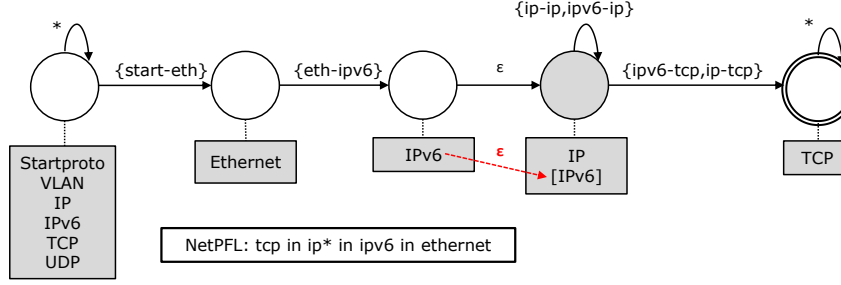 *
{start-eth}
{eth-ipv6}
ε
{ip-ip,ipv6-ip}
{ipv6-tcp,ip-tcp}
*
Startproto
VLAN
IP
IPv6
TCP
UDP
Ethernet
IPv6
ε
IP
[IPv6]
TCP
NetPFL: tcp in ip* in ipv6 in ethernet